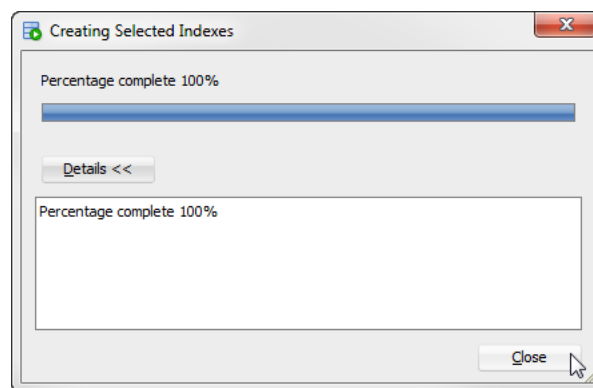 Creating Selected Indexes
Percentage complete 100%
Details <<
Percentage complete 100%
Close